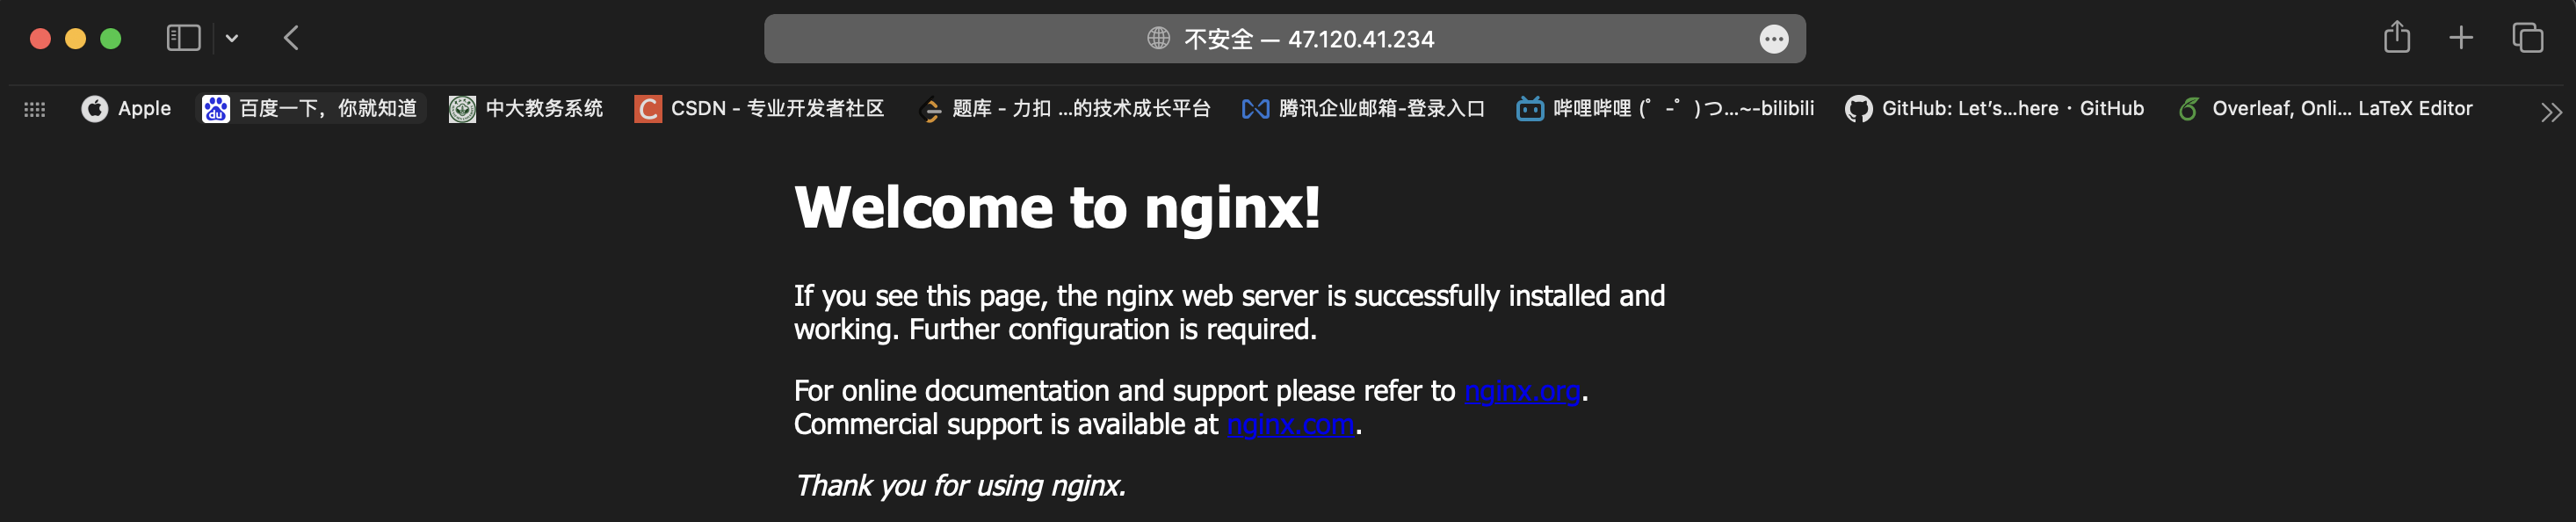 不安全 — 47.120.41.234
Apple
百度一下，你就知道
中大教务系统
CSDN - 专业开发者社区
题库 - 力扣 ...的技术成长平台
腾讯企业邮箱-登录入口
哔哩哔哩 (゜-゜)つ...~-bilibili
GitHub: Let's...here · GitHub
Overleaf, Onli... LaTeX Editor
Welcome to nginx!
If you see this page, the nginx web server is successfully installed and
working. Further configuration is required.
For online documentation and support please refer to nginx.org.
Commercial support is available at nginx.com.
Thank you for using nginx.